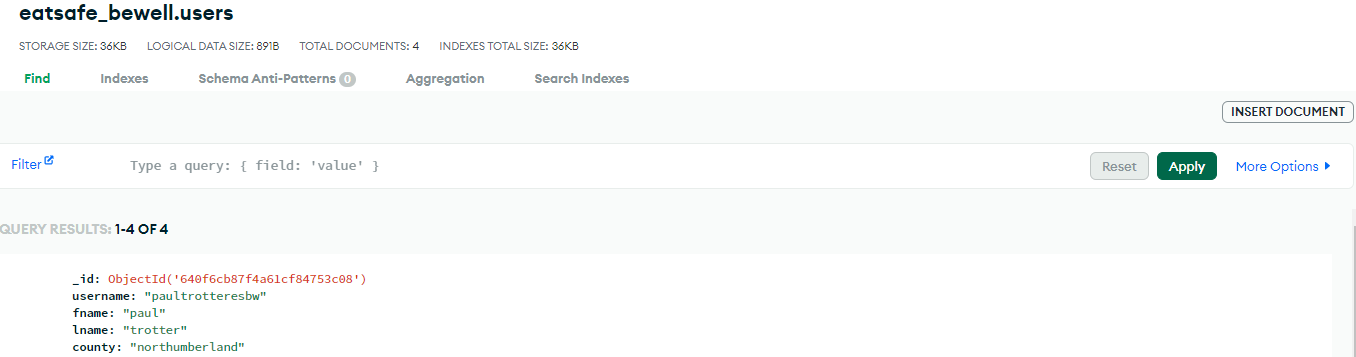 eatsafe_bewell.users
STORAGE SIZE: 36KB LOGICAL DATA SIZE: 891B TOTAL DOCUMENTS: 4 INDEXES TOTAL SIZE: 36KB
Find Indexes Schema Anti-Patterns 0 Aggregation Search Indexes
INSERT DOCUMENT
Filter Type a query: { field: 'value' } Reset Apply More Options
QUERY RESULTS: 1-4 OF 4
_id: ObjectId('640f6cb87f4a61cf84753c08')
username: "paultrotteresbw"
fname: "paul"
lname: "trotter"
county: "northumberland"